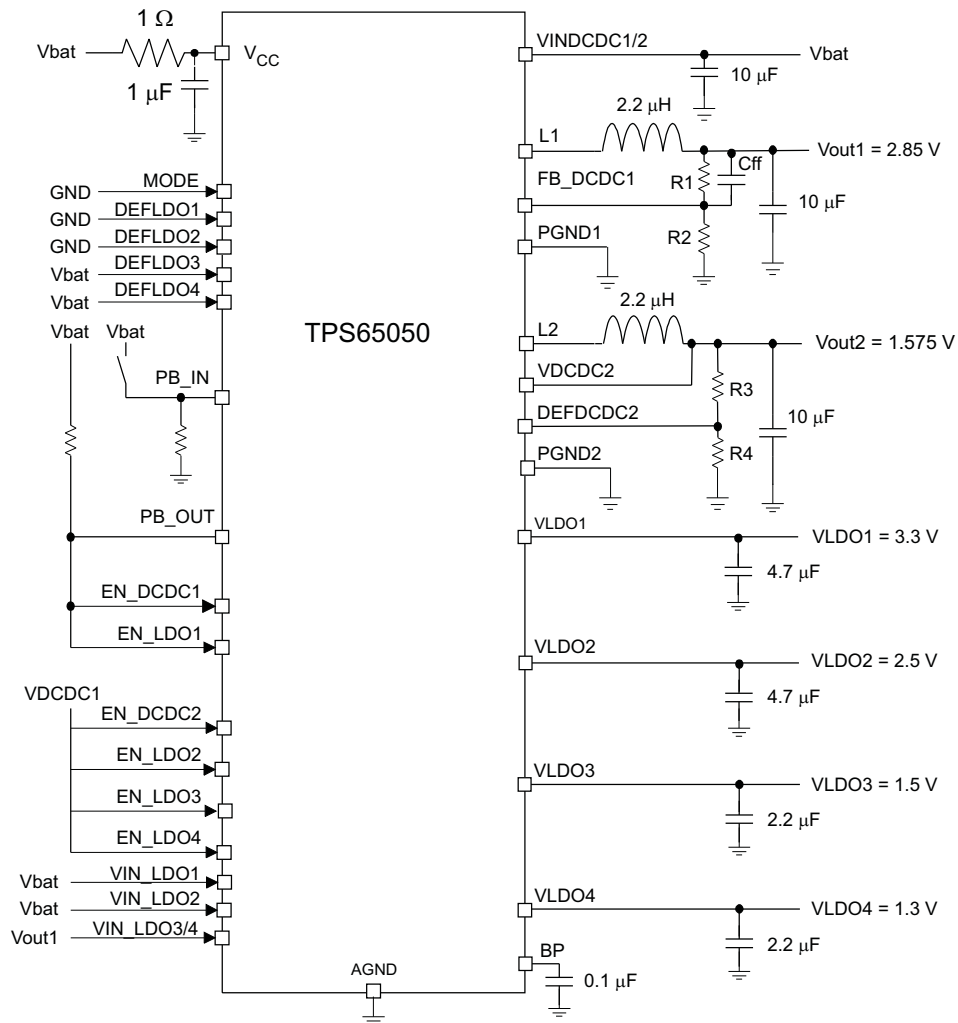 1 Ω
Vbat
VCC
1 μF
GND MODE
GND DEFLDO1
GND DEFLDO2
Vbat DEFLDO3
Vbat DEFLDO4
Vbat Vbat
PB_IN
PB_OUT
EN_DCDC1
EN_LDO1
VDCDC1
EN_DCDC2
EN_LDO2
EN_LDO3
EN_LDO4
Vbat VIN_LDO1
Vbat VIN_LDO2
Vout1 VIN_LDO3/4
TPS65050
AGND
VINDCDC1/2
Vbat
10 μF
2.2 μH
L1
Vout1 = 2.85 V
Cff
FB_DCDC1
R1
10 μF
R2
PGND1
2.2 μH
L2
Vout2 = 1.575 V
VDCDC2
R3
10 μF
DEFDCDC2
R4
PGND2
VLDO1
VLDO1 = 3.3 V
4.7 μF
VLDO2
VLDO2 = 2.5 V
4.7 μF
VLDO3
VLDO3 = 1.5 V
2.2 μF
VLDO4
VLDO4 = 1.3 V
2.2 μF
BP
0.1 μF